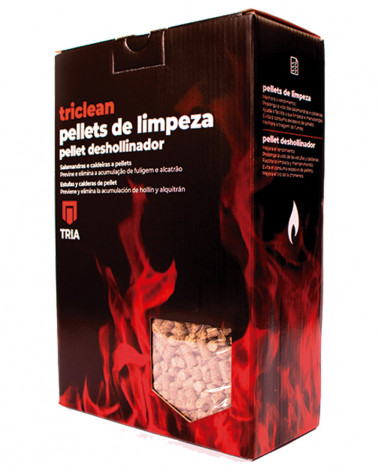 triclean
pellets de limpeza
pellet deshollinador
Salamandras e caldeiras a pellets
Previne e elimina a acumulação de fuligem e alcatrão
Estufas y calderas de pellet
Previene y elimina la acumulación de hollín y alquitrán
TRIA
pellets de limpeza
pellet deshollinador